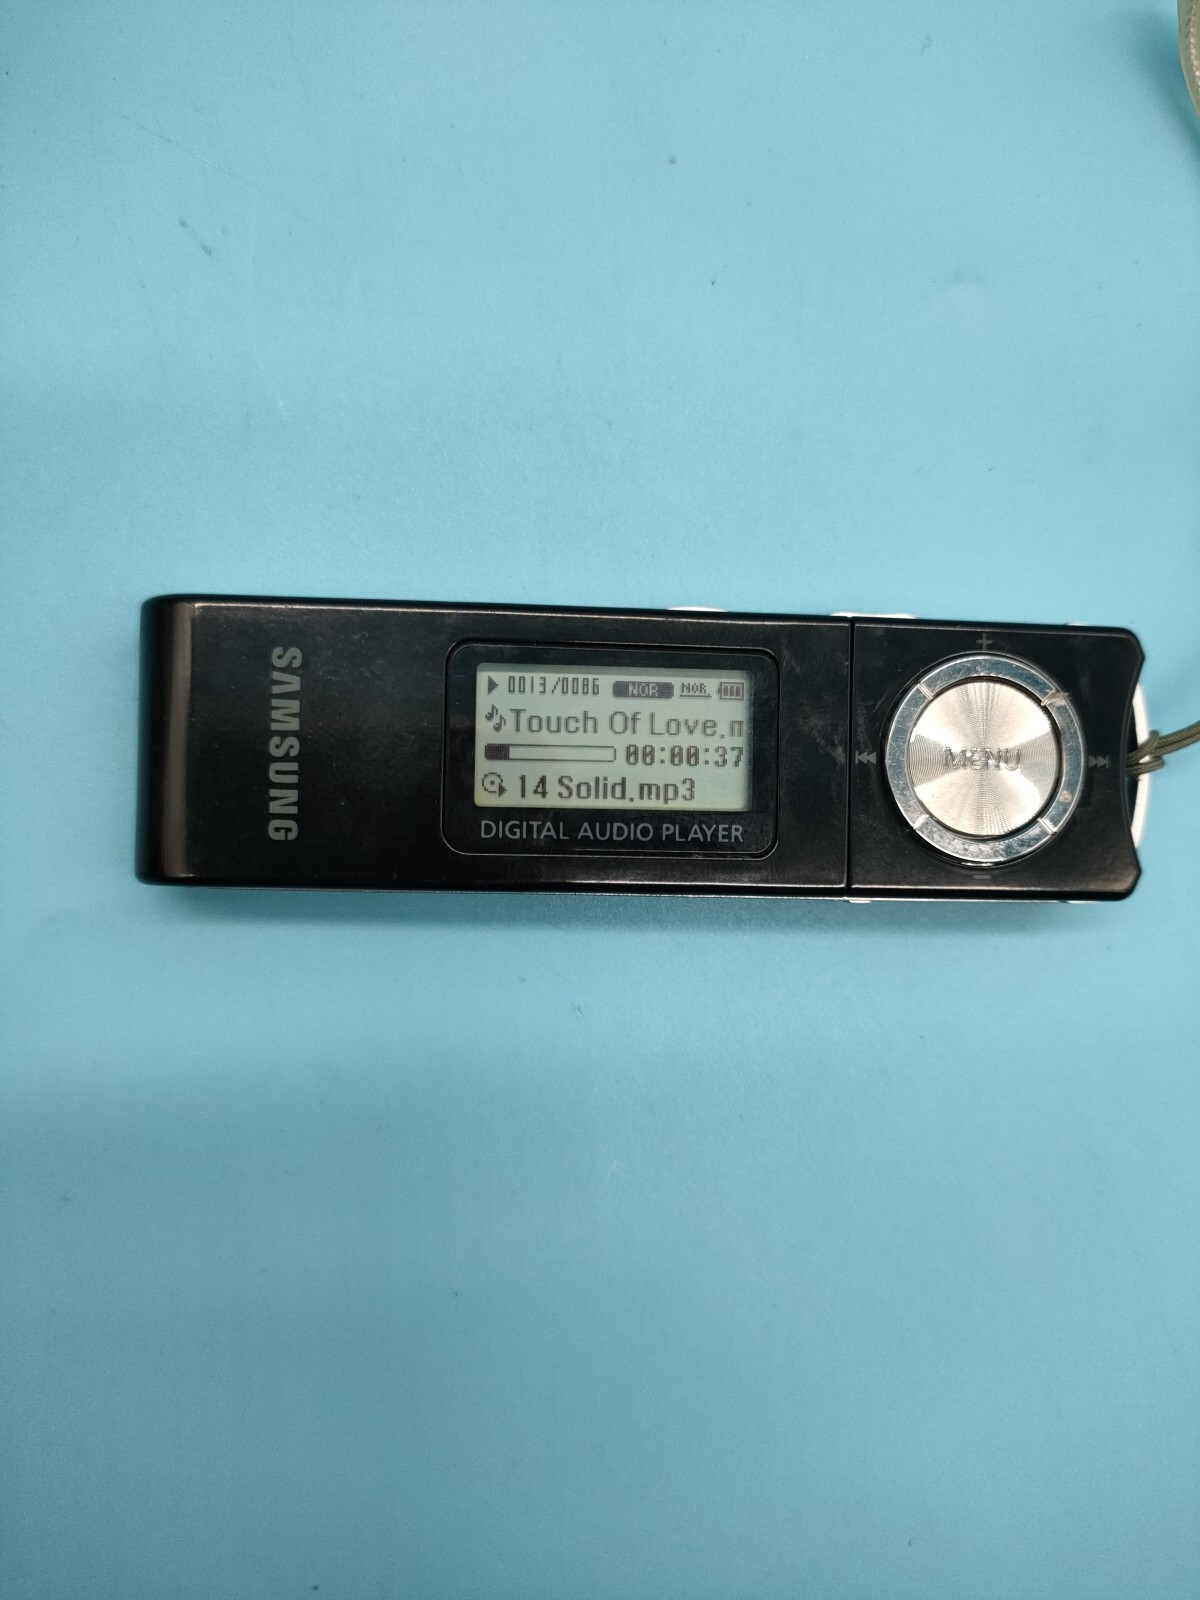 SAMSUNG
0013/0086 NOR NOR.
Touch Of Love.m
00:00:37
14 Solid.mp3
DIGITAL AUDIO PLAYER
+
MENU
-